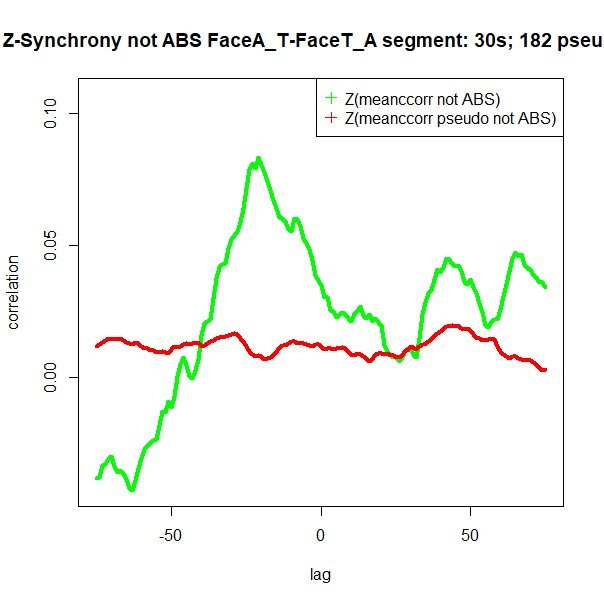 Z-Synchrony not ABS FaceA_T-FaceT_A segment: 30s; 182 pseu
Z(meanccorr not ABS)
Z(meanccorr pseudo not ABS)
0.10
0.05
0.00
correlation
-50 0 50
lag